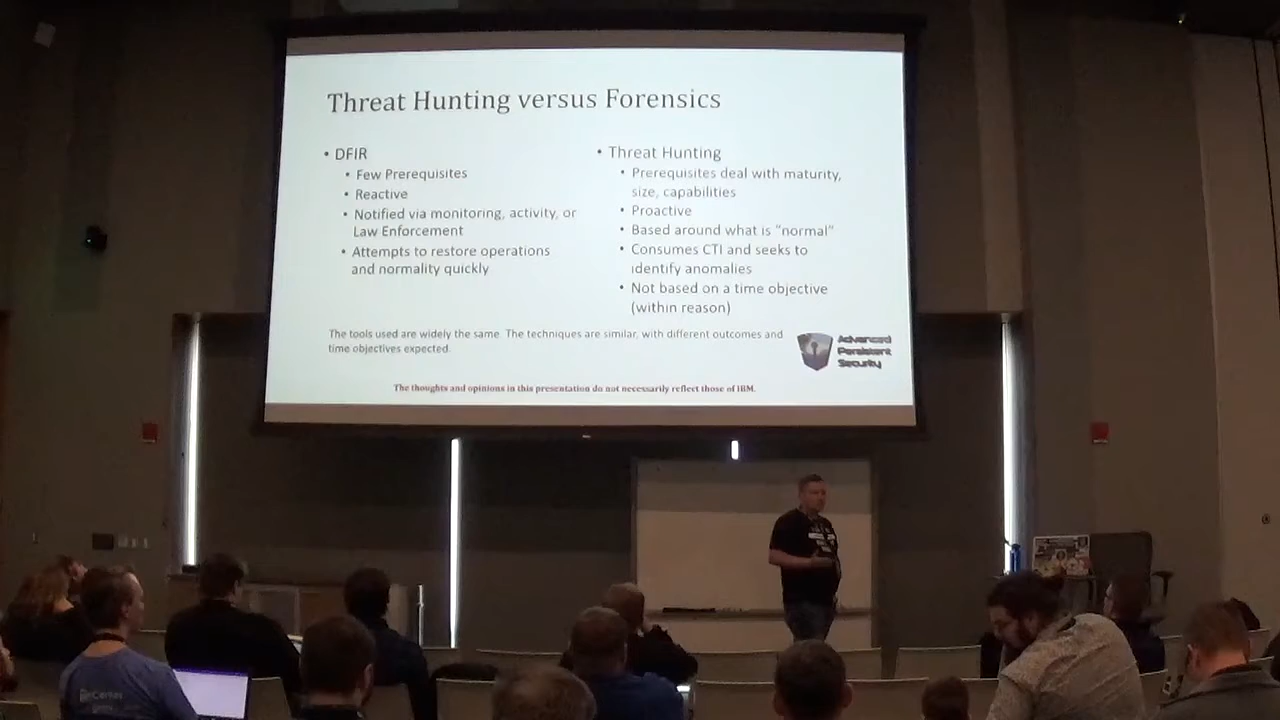 Threat Hunting versus Forensics
• DFIR
• Few Prerequisites
• Reactive
• Notified via monitoring, activity, or
Law Enforcement
• Attempts to restore operations
and normality quickly
• Threat Hunting
• Prerequisites deal with maturity,
size, capabilities
• Proactive
• Based around what is "normal"
• Consumes CTI and seeks to
identify anomalies
• Not based on a time objective
(within reason)
The tools used are widely the same. The techniques are similar, with different outcomes and
time objectives expected.
Advanced
Persistent
Security
The thoughts and opinions in this presentation do not necessarily reflect those of IBM.